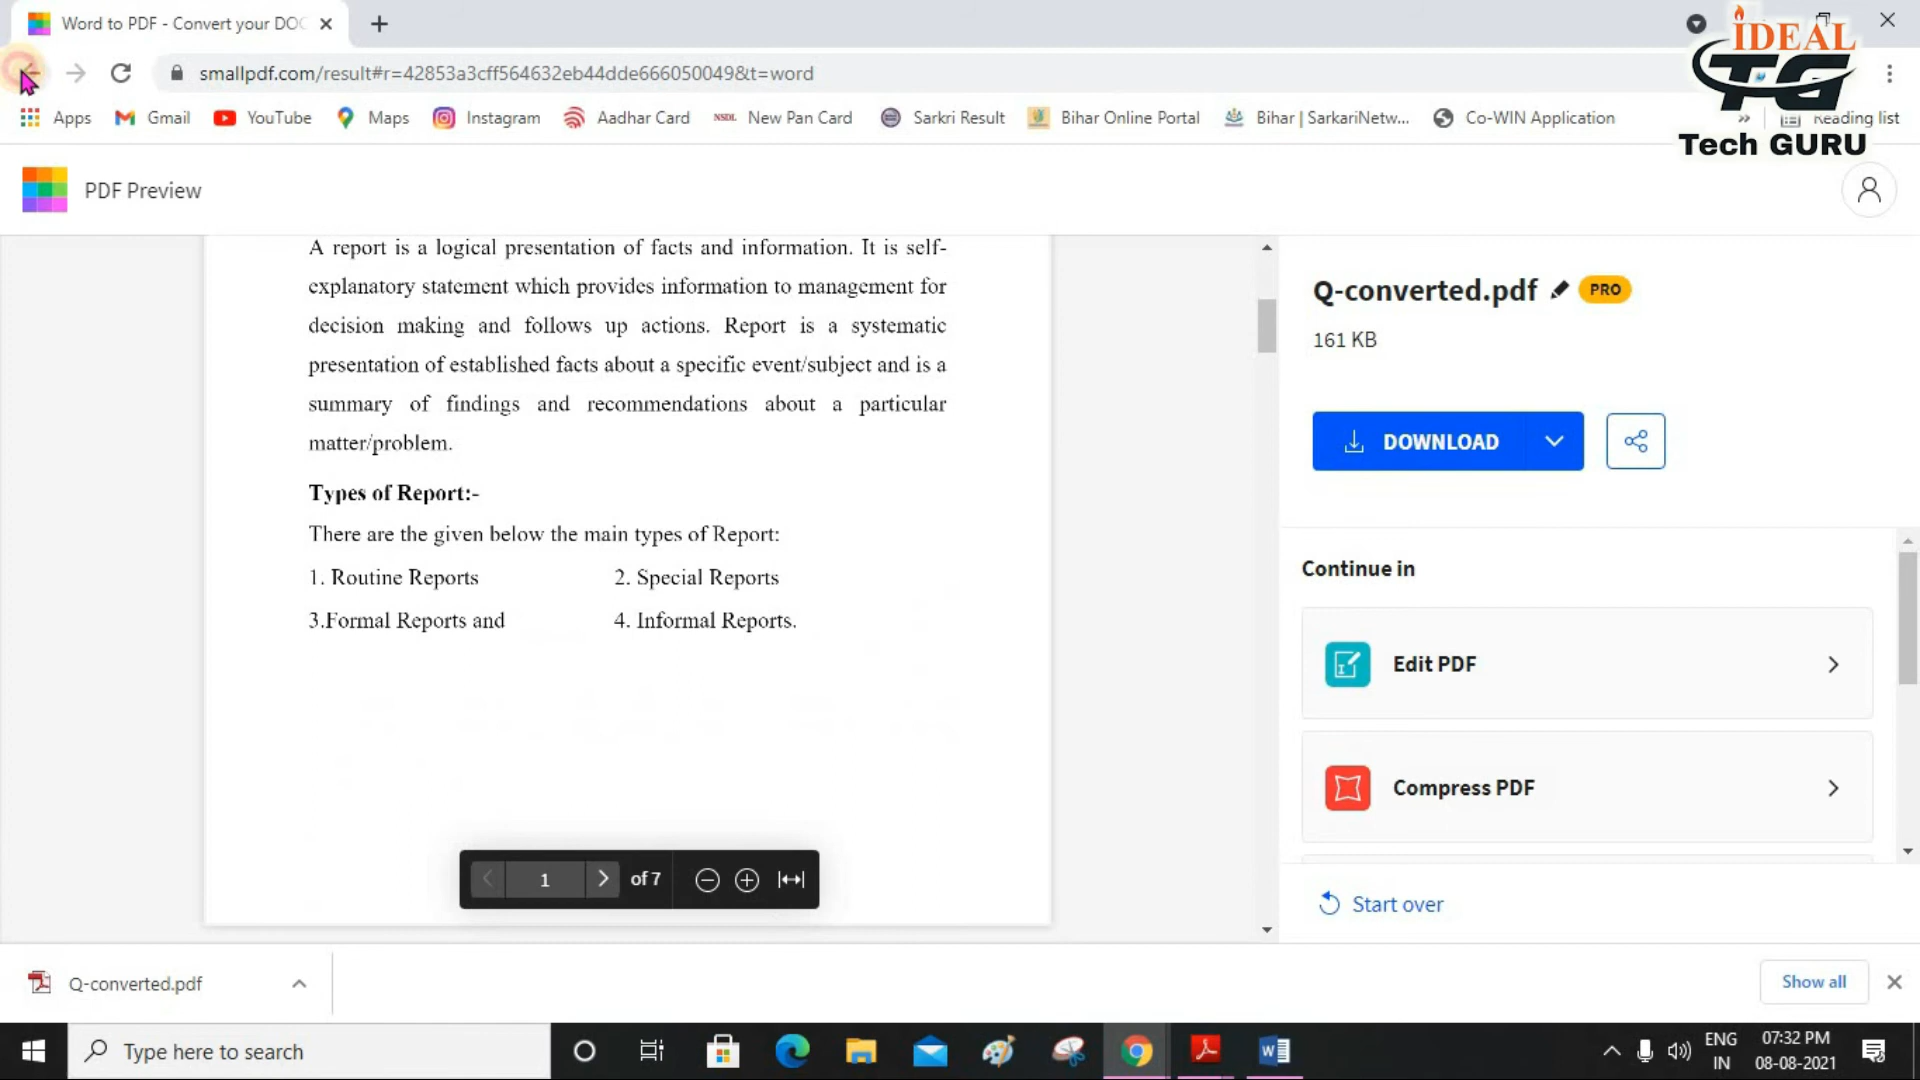 Word to PDF - Convert your DOC
IDEAL
TG
Tech GURU
smallpdf.com/result#r=42853a3cff564632eb44dde666050049&t=word
Apps
Gmail
YouTube
Maps
Instagram
Aadhar Card
NSDL New Pan Card
Sarkri Result
Bihar Online Portal
Bihar | SarkariNetw...
Co-WIN Application
»
Reading list
PDF Preview
A report is a logical presentation of facts and information. It is self-
explanatory statement which provides information to management for
decision making and follows up actions. Report is a systematic
presentation of established facts about a specific event/subject and is a
summary of findings and recommendations about a particular
matter/problem.
Types of Report:-
There are the given below the main types of Report:
1. Routine Reports 2. Special Reports
3.Formal Reports and 4. Informal Reports.
1 of 7
Q-converted.pdf PRO
161 KB
DOWNLOAD
Continue in
Edit PDF
Compress PDF
Start over
Q-converted.pdf
Show all
Type here to search
ENG
IN
07:32 PM
08-08-2021